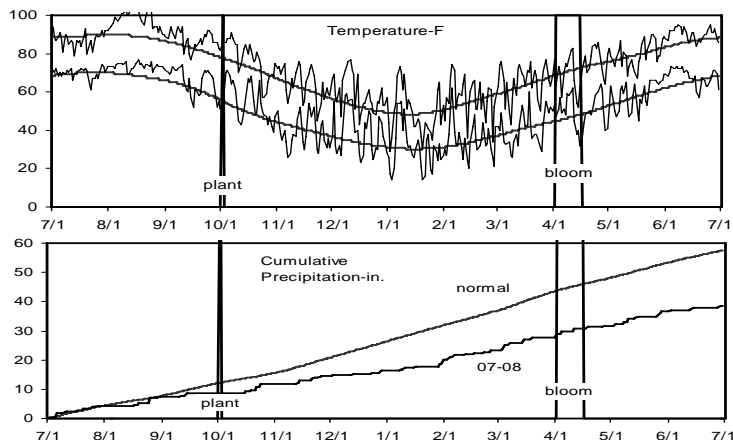 100
Temperature-F
80
60
40
20
plant
bloom
0
7/1 8/1 9/1 10/1 11/1 12/1 1/1 2/1 3/1 4/1 5/1 6/1 7/1
60
Cumulative
Precipitation-in.
50
normal
40
30
20
07-08
10
plant
bloom
0
7/1 8/1 9/1 10/1 11/1 12/1 1/1 2/1 3/1 4/1 5/1 6/1 7/1